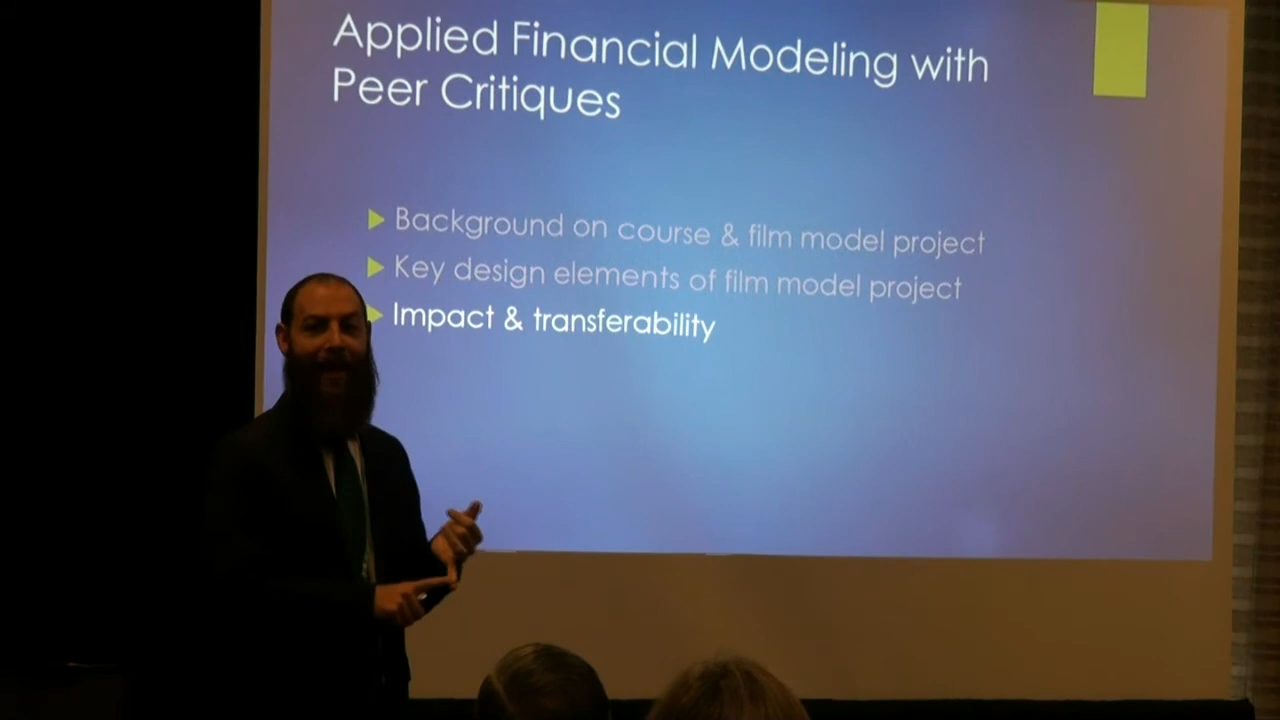 Applied Financial Modeling with
Peer Critiques
Background on course & film model project
Key design elements of film model project
Impact & transferability